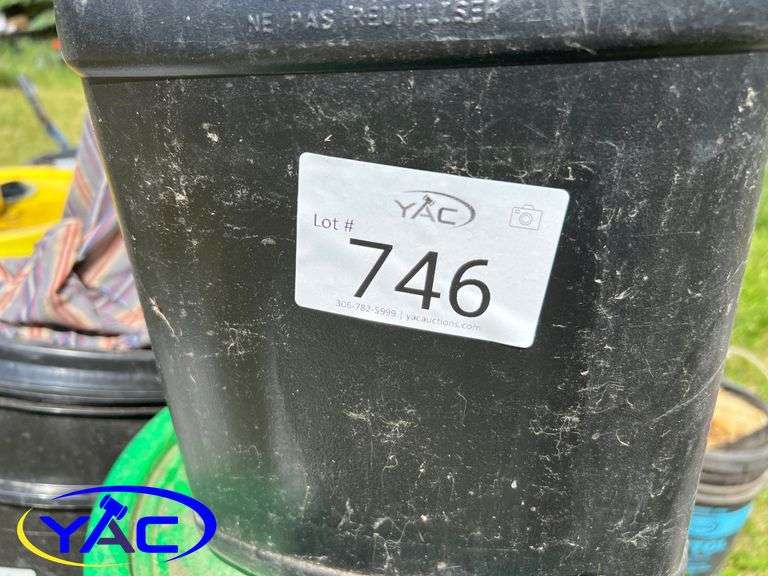 NE PAS REUTILISER
YAC
Lot #
746
306-782-5999 | yacauctions.com
YAC